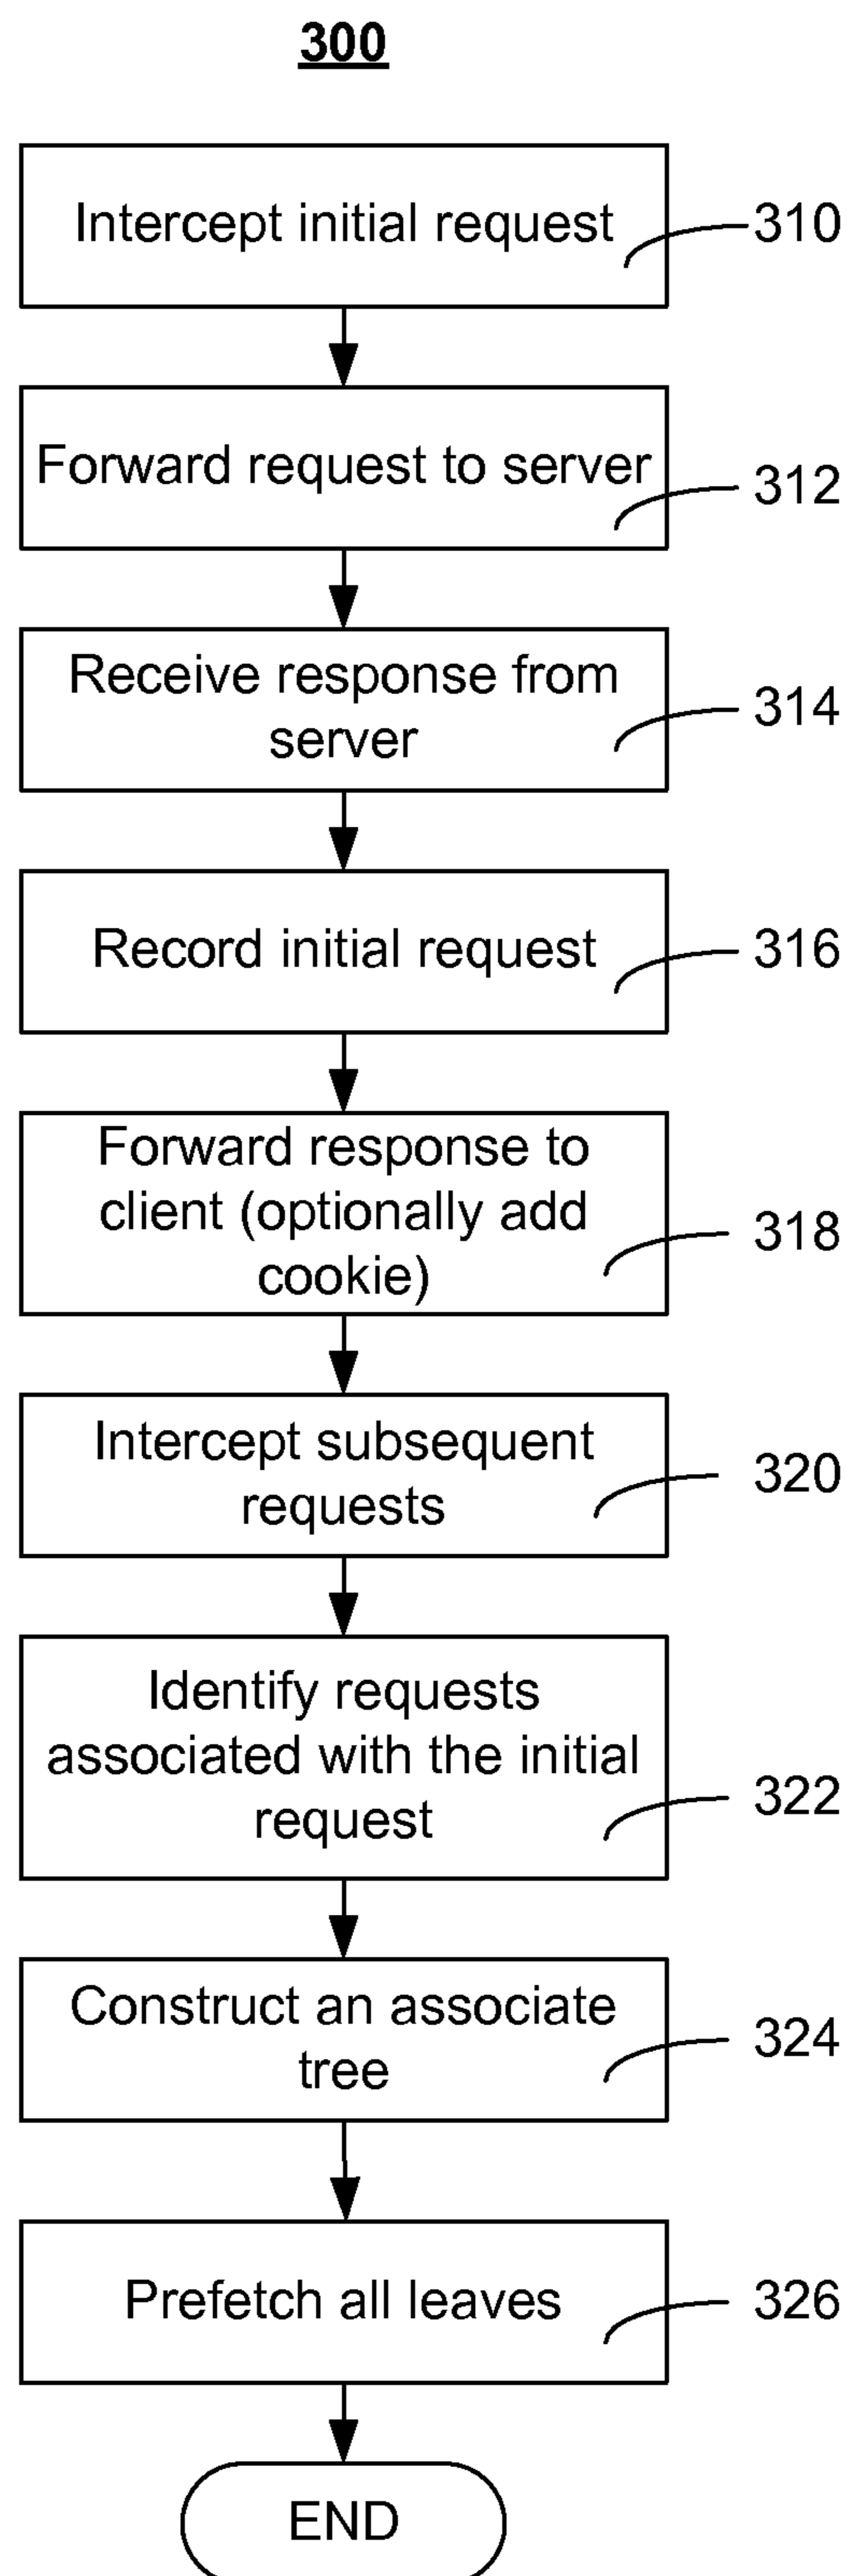 300
Intercept initial request
310
Forward request to server
312
Receive response from
server
314
Record initial request
316
Forward response to
client (optionally add
cookie)
318
Intercept subsequent
requests
320
Identify requests
associated with the initial
request
322
Construct an associate
tree
324
Prefetch all leaves
326
END